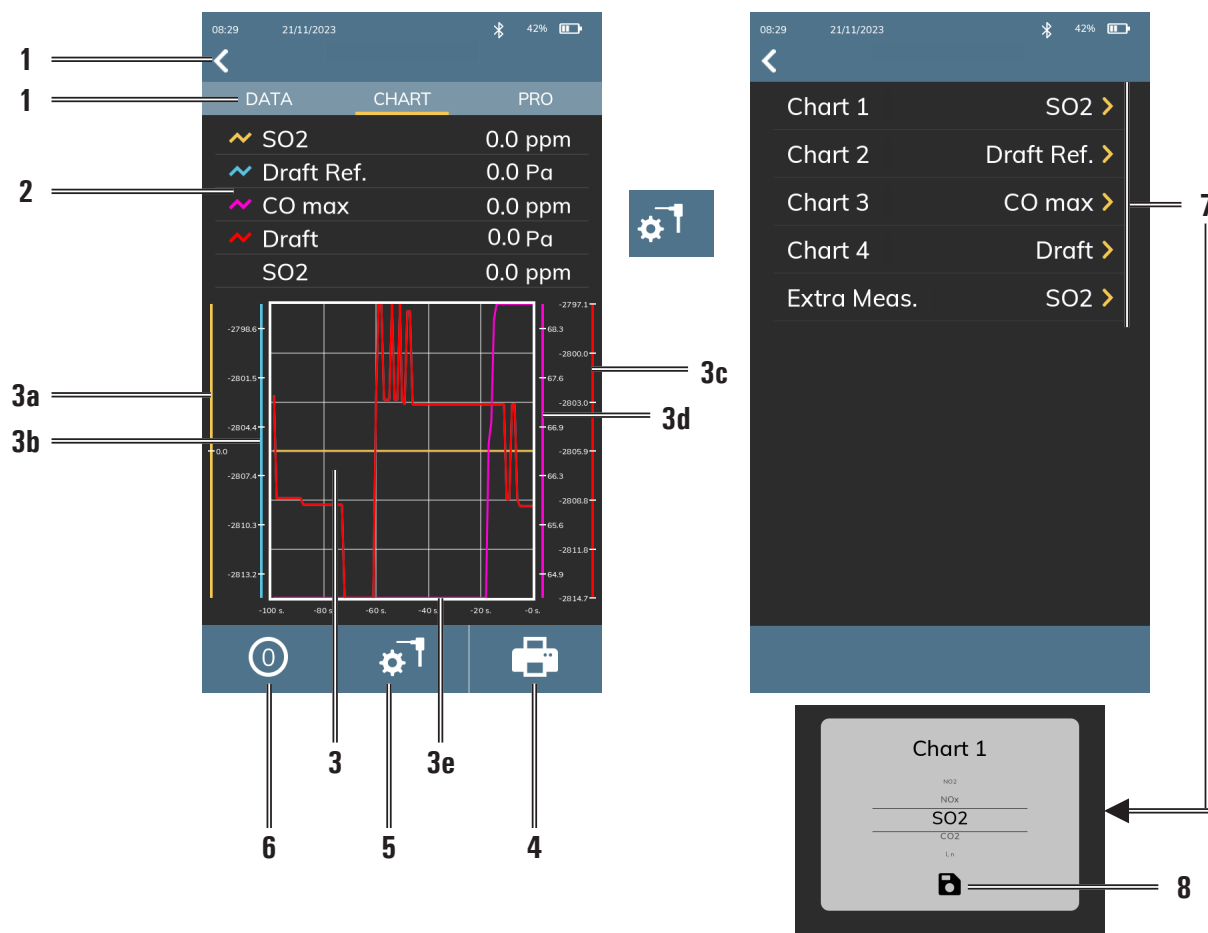 08:29 21/11/2023 42%
1
1 DATA CHART PRO
SO2 0.0 ppm
Draft Ref. 0.0 Pa
2
CO max 0.0 ppm
Draft 0.0 Pa
SO2 0.0 ppm
-2797.1
-2798.6 68.3
-2800.0
3c
-2801.5 67.6
3a
-2803.0
3d
-2804.4 66.9
3b
0.0 -2805.9
-2807.4 66.3
-2808.8
-2810.3 65.6
-2811.8
-2813.2 64.9
-2814.7
-100 s. -80 s. -60 s. -40 s. -20 s. -0 s.
0
3 3e
6 5 4
08:29 21/11/2023 42%
Chart 1 SO2
Chart 2 Draft Ref.
Chart 3 CO max
7
Chart 4 Draft
Extra Meas. SO2
Chart 1
NO2
NOx
SO2
CO2
8